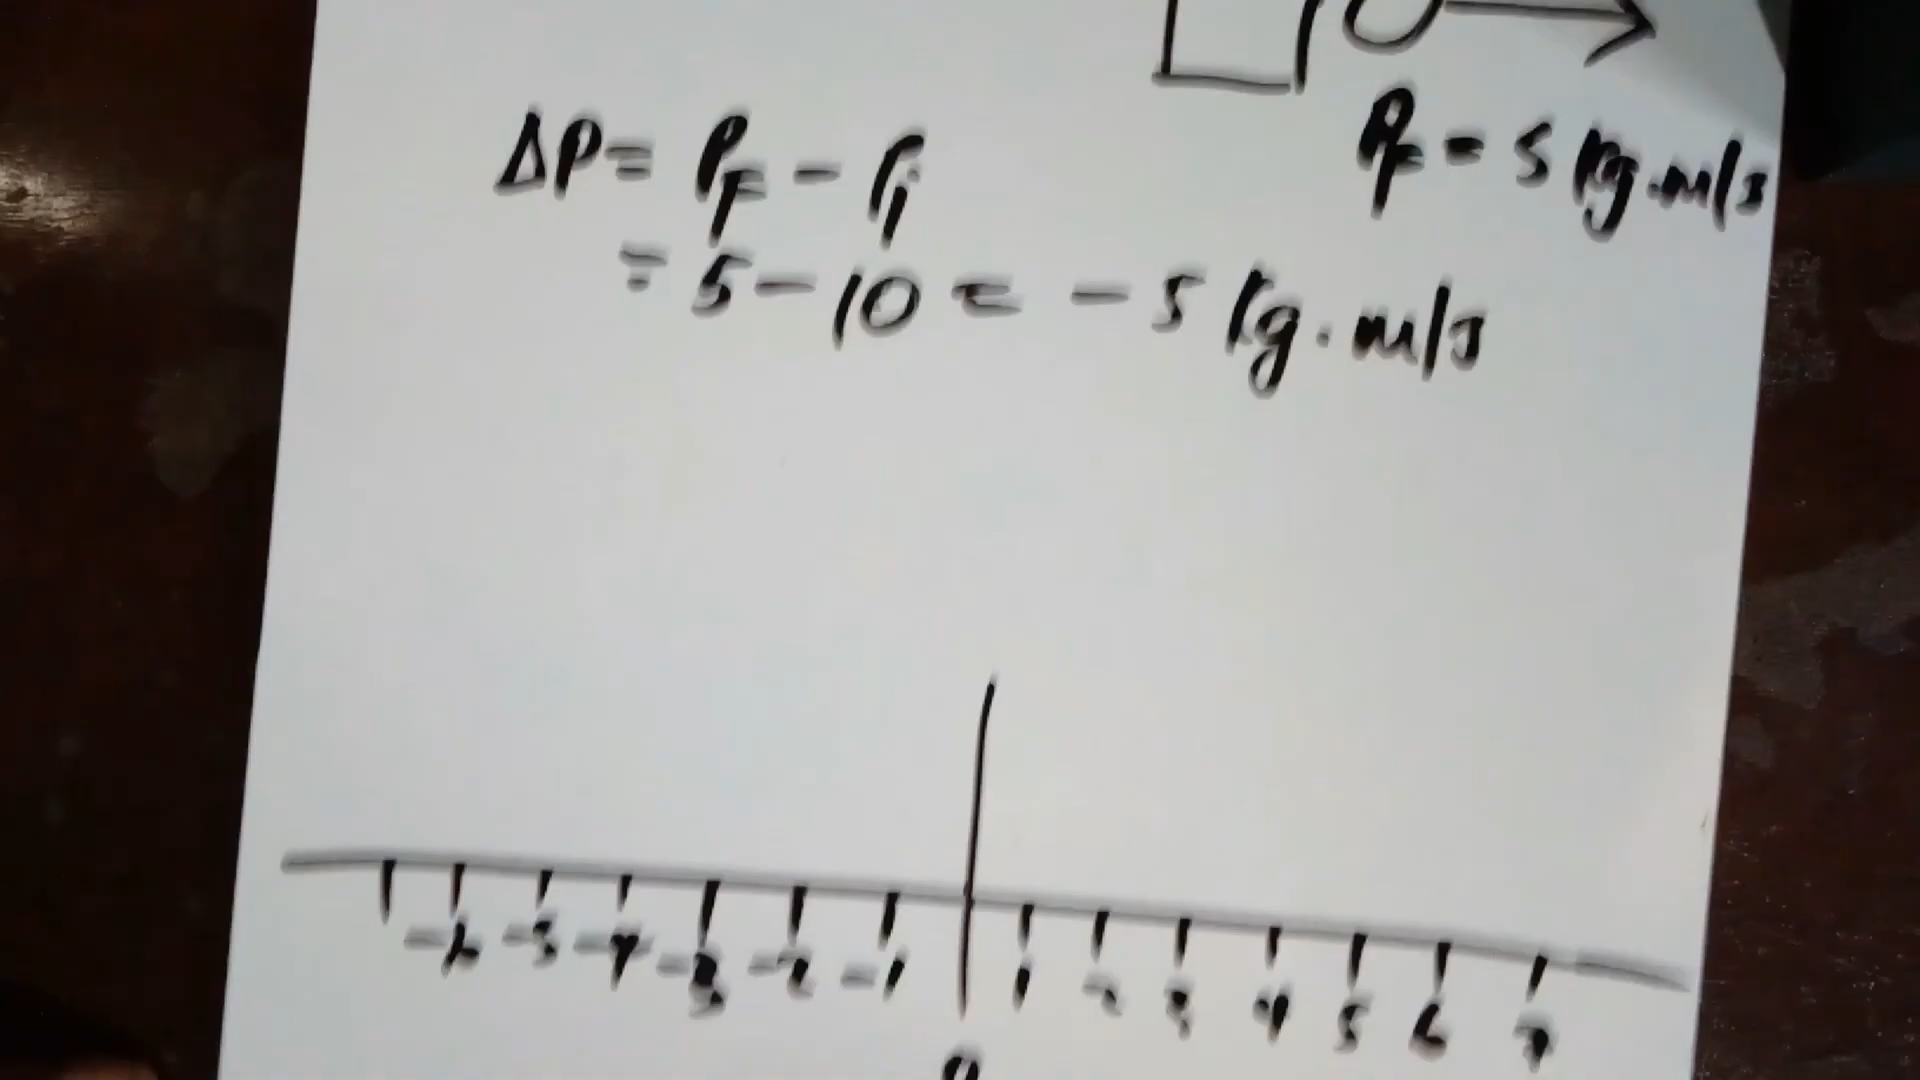 ΔP = PF - Pi
PF = 5 kg.m/s
= 5 - 10 = - 5 kg.m/s
-6 -5 -4 -3 -2 -1 1 2 3 4 5 6 7
0